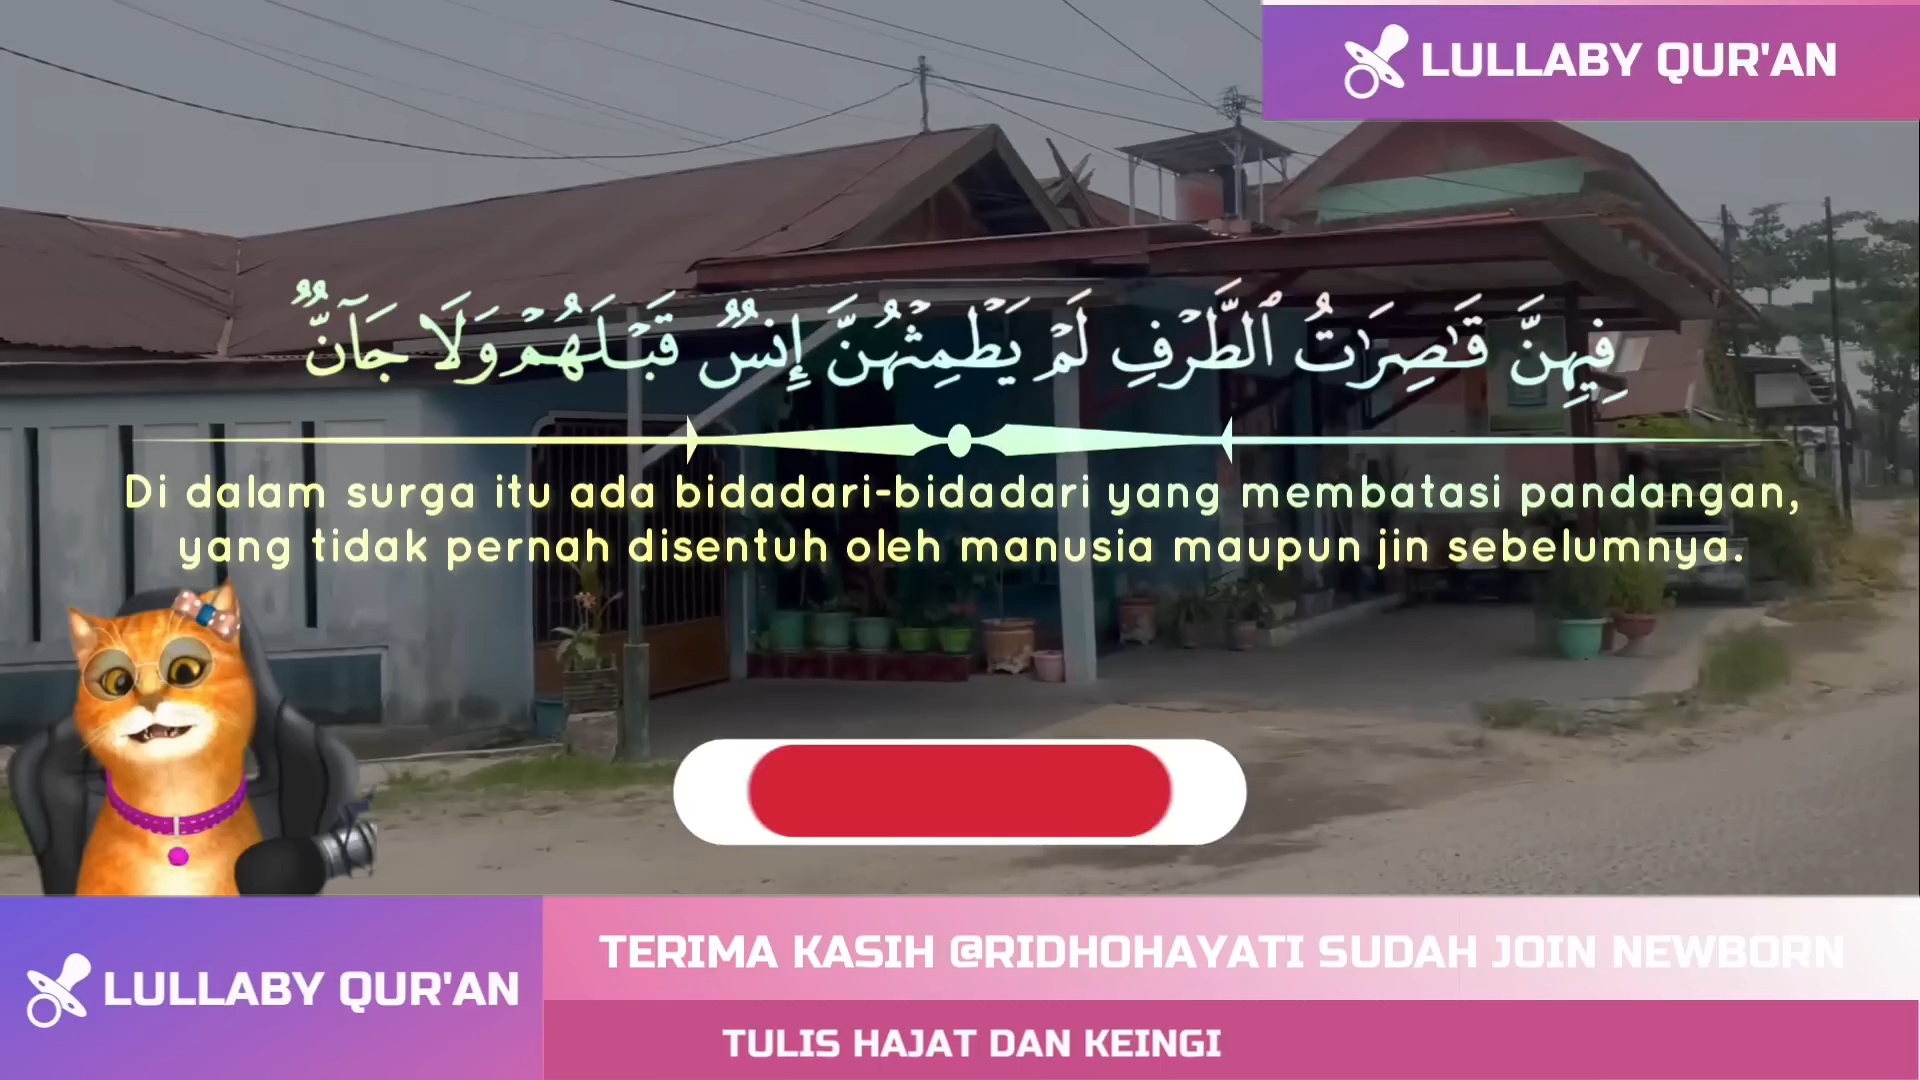 LULLABY QUR'AN
فِيهِنَّ قَٰصِرَٰتُ ٱلطَّرْفِ لَمْ يَطْمِثْهُنَّ إِنسٌ قَبْلَهُمْ وَلَا جَآنٌّ
Di dalam surga itu ada bidadari-bidadari yang membatasi pandangan,
yang tidak pernah disentuh oleh manusia maupun jin sebelumnya.
LULLABY QUR'AN
TERIMA KASIH @RIDHOHAYATI SUDAH JOIN NEWBORN
TULIS HAJAT DAN KEINGI